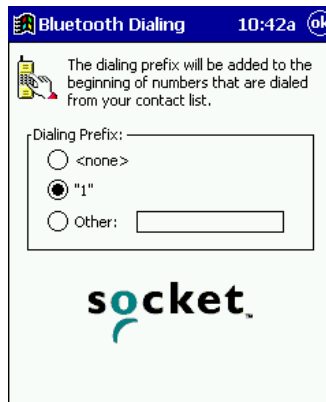 Bluetooth Dialing 10:42a ok
The dialing prefix will be added to the
beginning of numbers that are dialed
from your contact list.
Dialing Prefix:
<none>
"1"
Other:
socket™